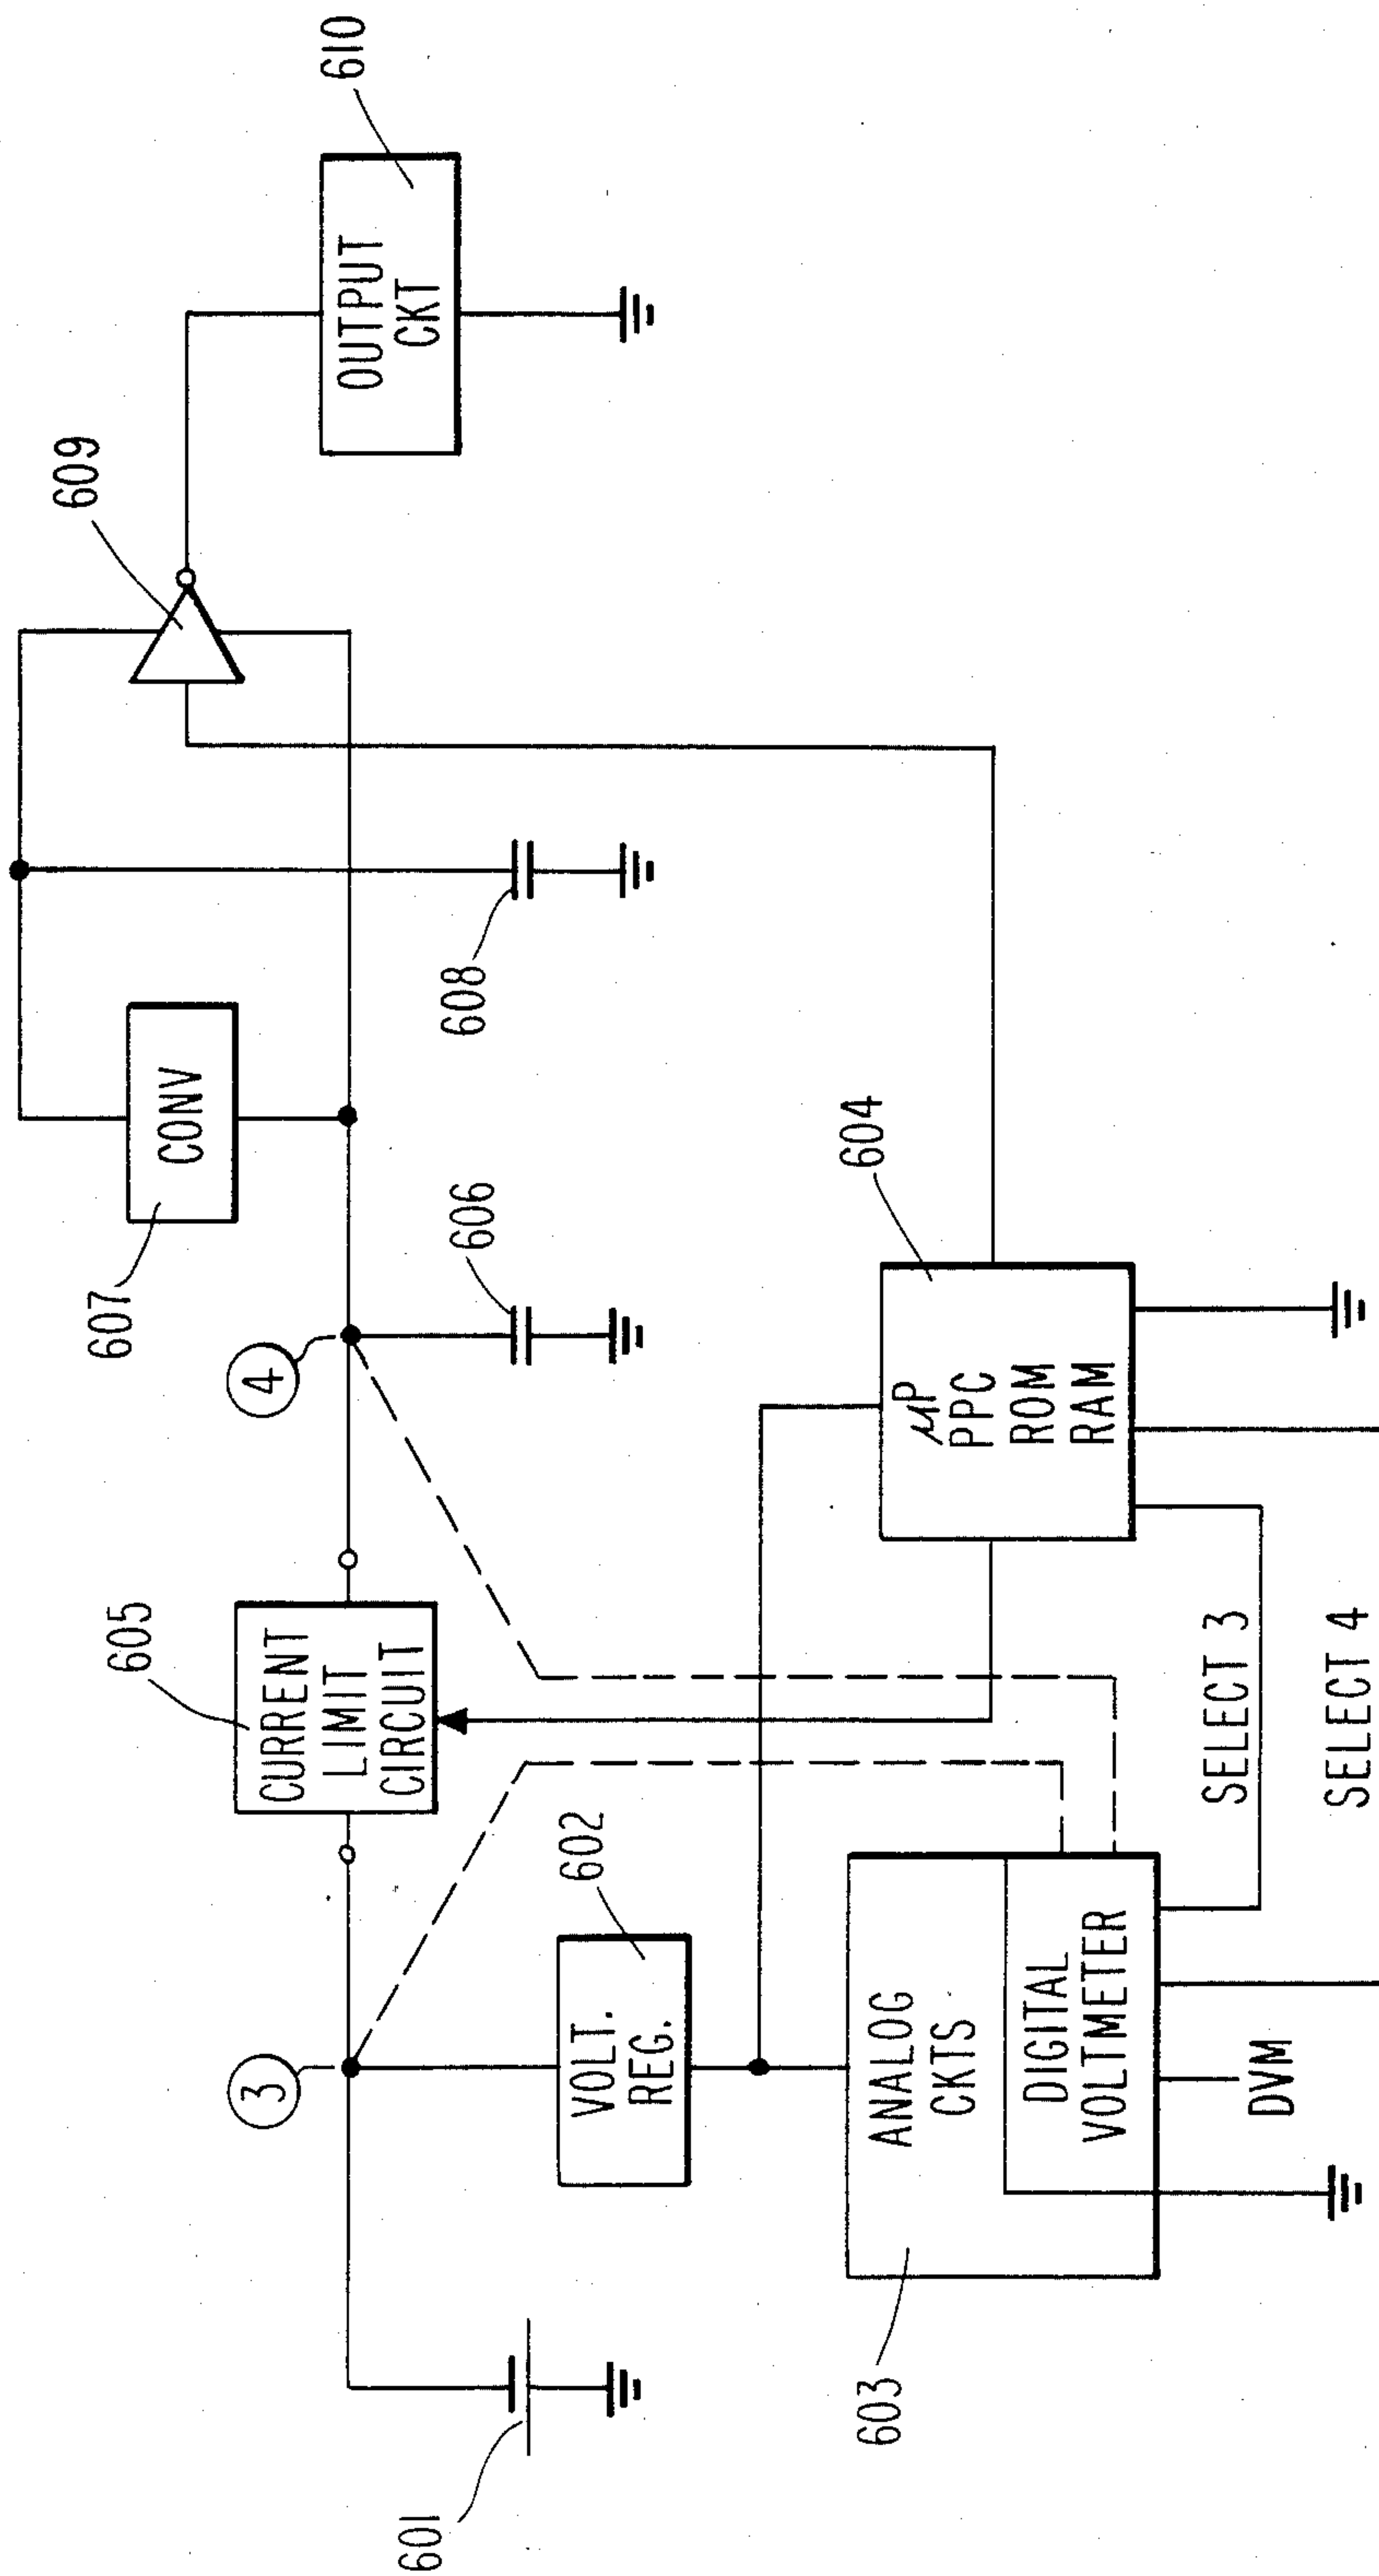 610
OUTPUT
CKT
609
608
CONV
607
606
4
605
CURRENT
LIMIT
CIRCUIT
604
μP
PPC
ROM
RAM
3
602
VOLT.
REG.
601
603
ANALOG
CKTS
DIGITAL
VOLTMETER
DVM
SELECT 3
SELECT 4